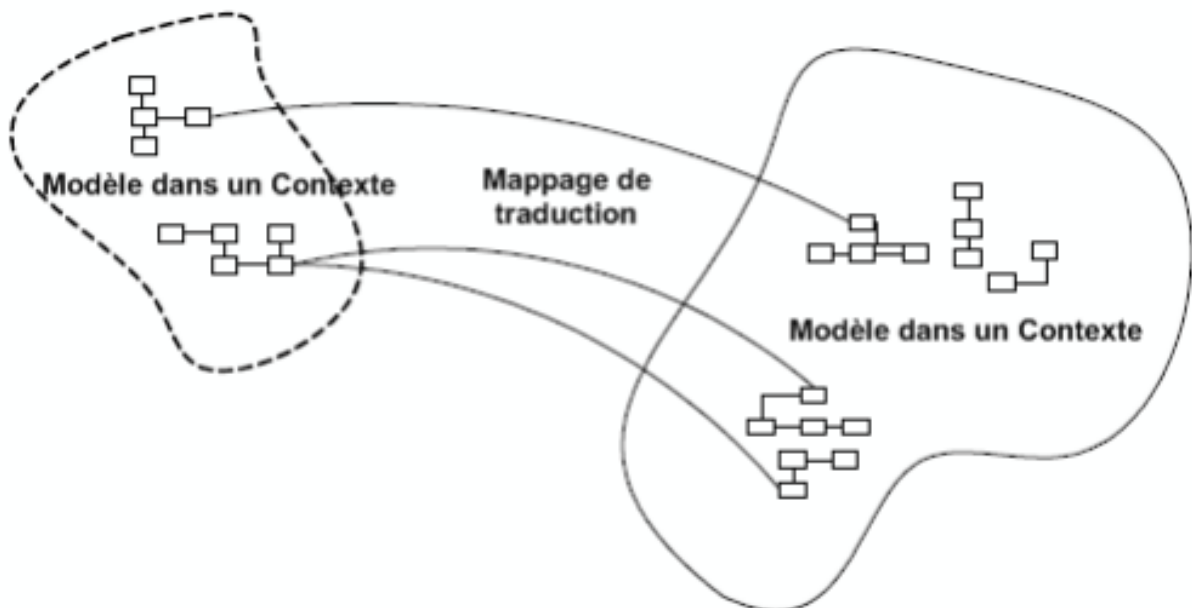 Modèle dans un Contexte
Mappage de
traduction
Modèle dans un Contexte